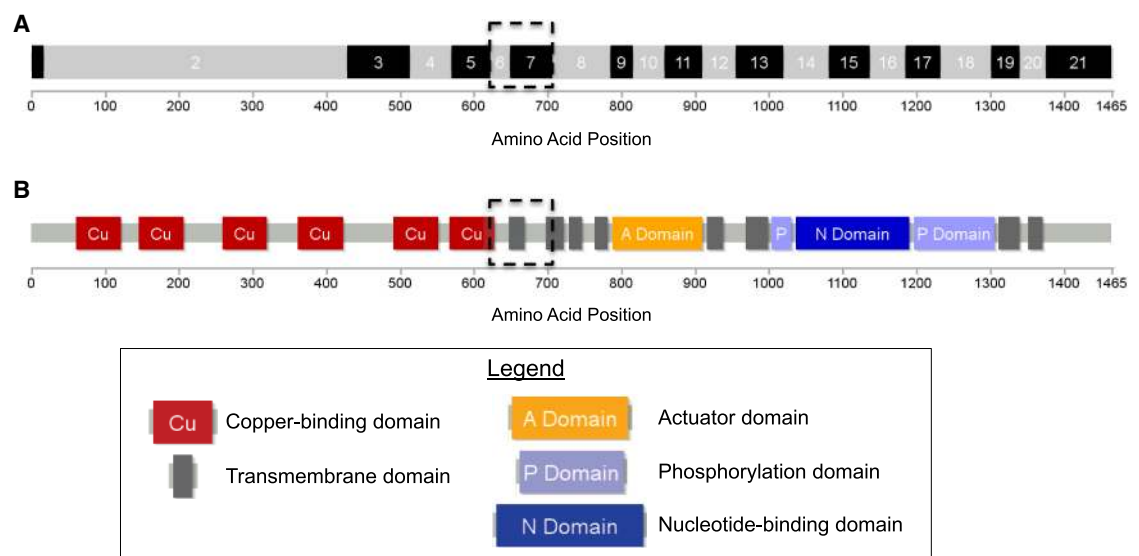 A
2 3 4 5 6 7 8 9 10 11 12 13 14 15 16 17 18 19 20 21
0 100 200 300 400 500 600 700 800 900 1000 1100 1200 1300 1400 1465
Amino Acid Position
B
Cu Cu Cu Cu Cu Cu A Domain P N Domain P Domain
0 100 200 300 400 500 600 700 800 900 1000 1100 1200 1300 1400 1465
Amino Acid Position
Legend
Cu Copper-binding domain
A Domain Actuator domain
Transmembrane domain
P Domain Phosphorylation domain
N Domain Nucleotide-binding domain